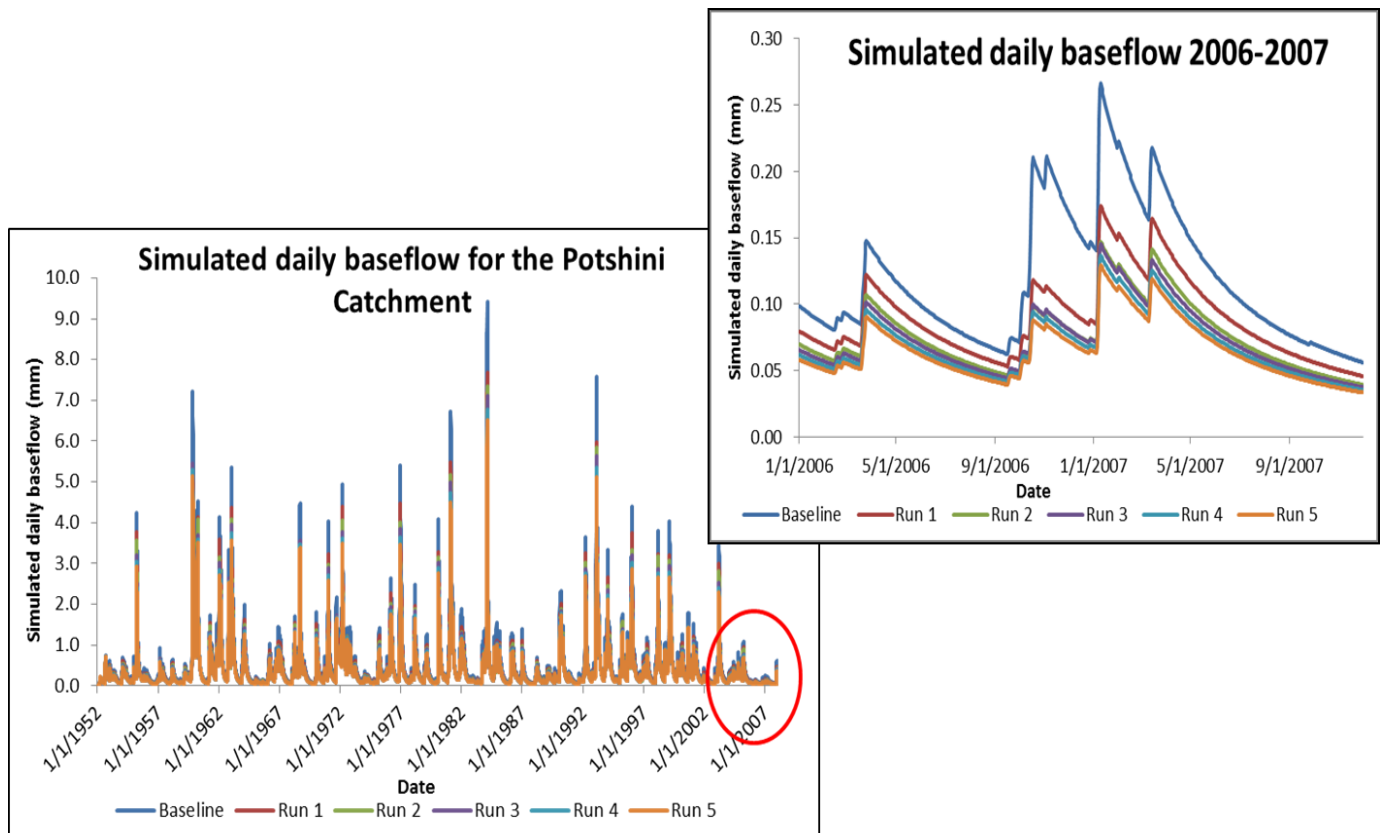 Simulated daily baseflow 2006-2007
Simulated daily baseflow (mm)
0.30
0.25
0.20
0.15
0.10
0.05
0.00
1/1/2006
5/1/2006
9/1/2006
1/1/2007
5/1/2007
9/1/2007
Date
Baseline
Run 1
Run 2
Run 3
Run 4
Run 5
Simulated daily baseflow for the Potshini
Catchment
Simulated daily baseflow (mm)
10.0
9.0
8.0
7.0
6.0
5.0
4.0
3.0
2.0
1.0
0.0
1/1/1952
1/1/1957
1/1/1962
1/1/1967
1/1/1972
1/1/1977
1/1/1982
1/1/1987
1/1/1992
1/1/1997
1/1/2002
1/1/2007
Date
Baseline
Run 1
Run 2
Run 3
Run 4
Run 5